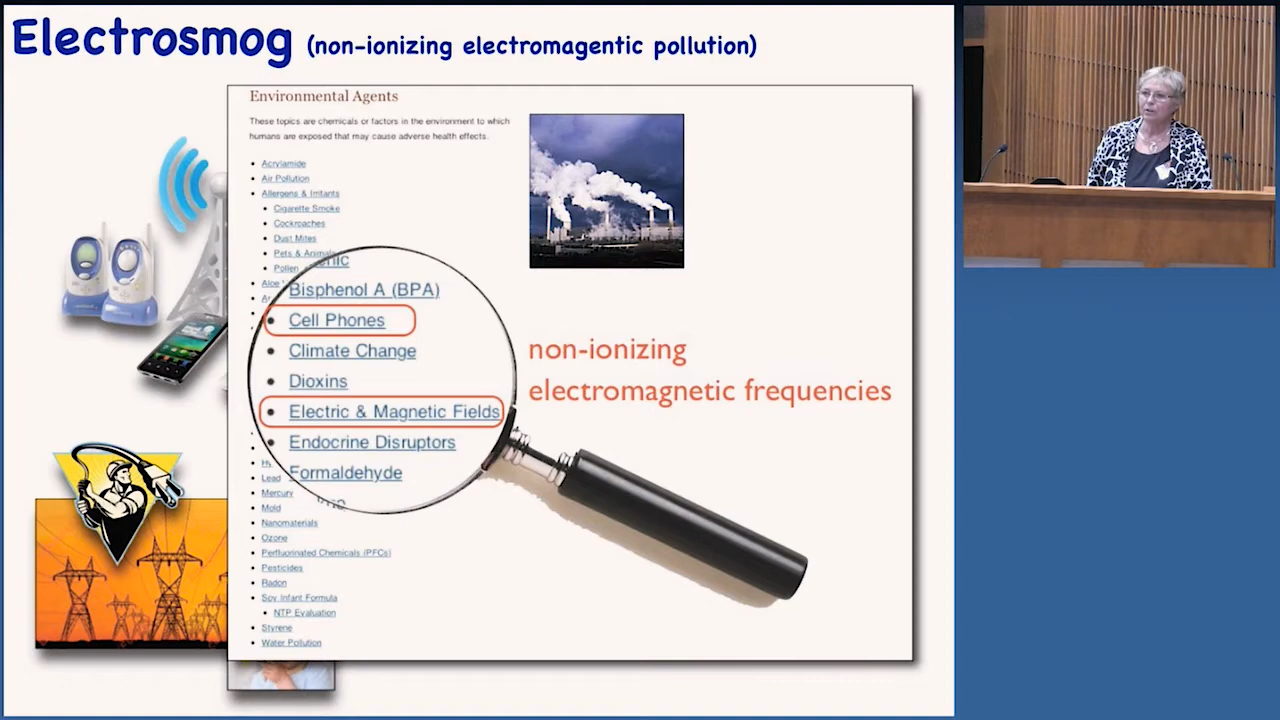 Electrosmog (non-ionizing electromagentic pollution)
Environmental Agents
These topics are chemicals or factors in the environment to which
humans are exposed that may cause adverse health effects.
Acrylamide
Air Pollution
Allergens & Irritants
Cigarette Smoke
Cockroaches
Dust Mites
Pets & Animals
Pollen
Bisphenol A (BPA)
Cell Phones
Climate Change
Dioxins
Electric & Magnetic Fields
Endocrine Disruptors
Formaldehyde
non-ionizing
electromagnetic frequencies
Lead
Mercury
Mold
Nanomaterials
Ozone
Perfluorinated Chemicals (PFCs)
Pesticides
Radon
Soy Infant Formula
NTP Evaluation
Styrene
Water Pollution